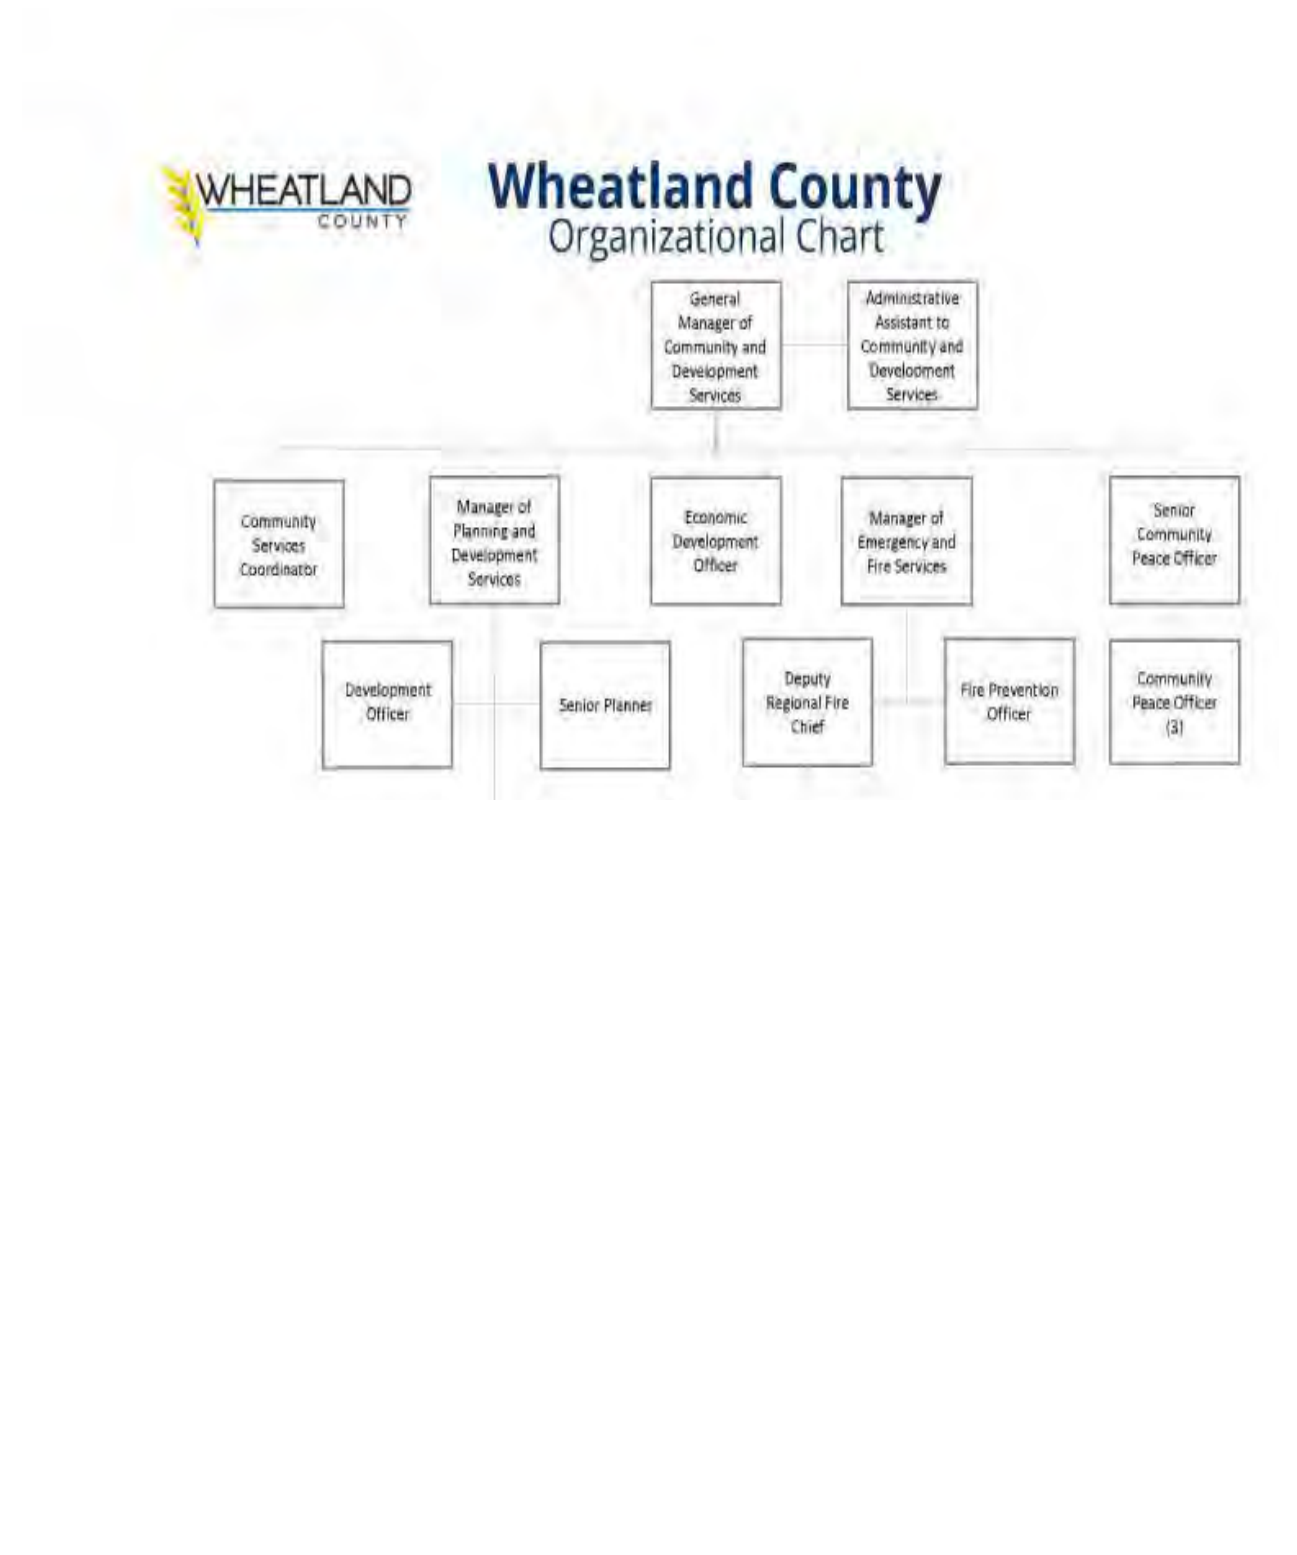 WHEATLAND
COUNTY
Wheatland County
Organizational Chart
General
Manager of
Community and
Development
Services
Administrative
Assistant to
Community and
Development
Services
Community
Services
Coordinator
Manager of
Planning and
Development
Services
Economic
Development
Officer
Manager of
Emergency and
Fire Services
Senior
Community
Peace Officer
Development
Officer
Senior Planner
Deputy
Regional Fire
Chief
Fire Prevention
Officer
Community
Peace Officer
(3)